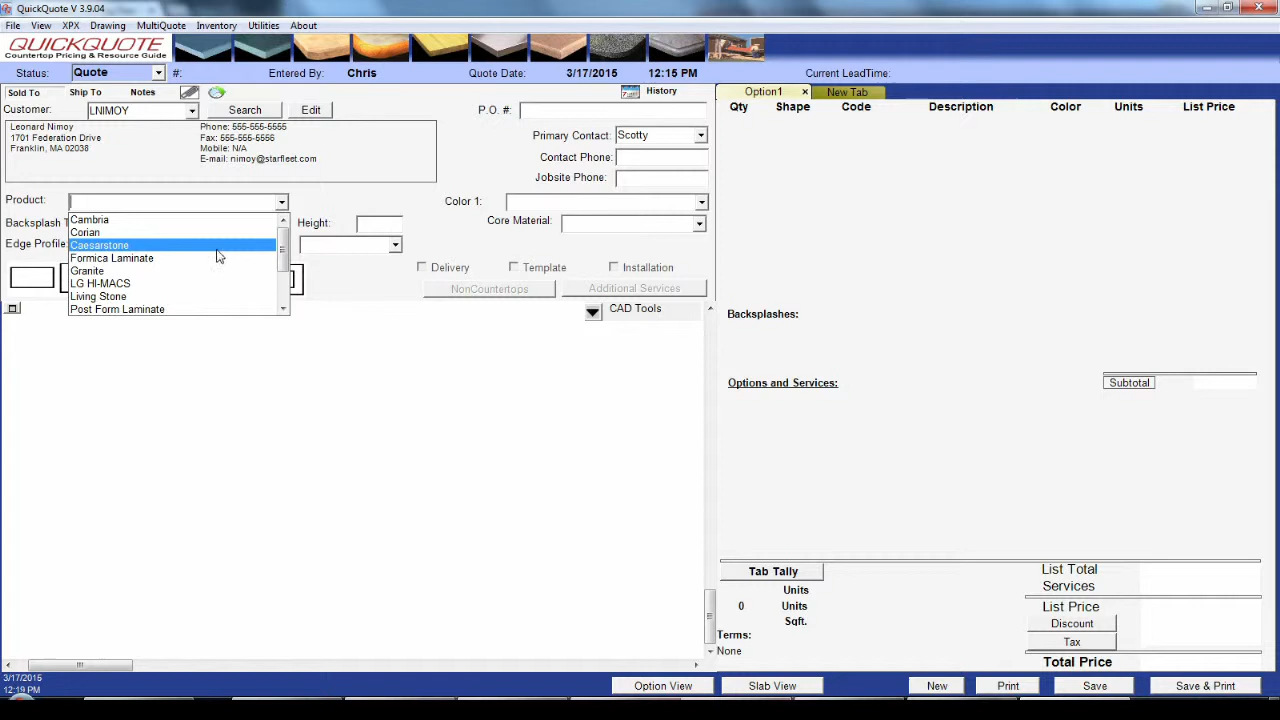 QuickQuote V 3.9.04
File View XPX Drawing MultiQuote Inventory Utilities About
QUICKQUOTE
Countertop Pricing & Resource Guide
Status: Quote #: Entered By: Chris Quote Date: 3/17/2015 12:15 PM Current LeadTime:
Sold To Ship To Notes History
Customer: LNIMOY Search Edit P.O. #:
Leonard Nimoy Phone: 555-555-5555
1701 Federation Drive Fax: 555-555-5556
Franklin, MA 02038 Mobile: N/A
E-mail: nimoy@starfleet.com
Primary Contact: Scotty
Contact Phone:
Jobsite Phone:
Product: Color 1:
Backsplash T Height: Core Material:
Edge Profile:
Cambria
Corian
Caesarstone
Formica Laminate
Granite
LG HI-MACS
Living Stone
Post Form Laminate
Delivery Template Installation
NonCountertops Additional Services
CAD Tools
Option1 x New Tab
Qty Shape Code Description Color Units List Price
Backsplashes:
Options and Services: Subtotal
Tab Tally List Total
Units Services
0 Units List Price
Sqft. Discount
Terms: Tax
None
Total Price
3/17/2015
12:19 PM
Option View Slab View New Print Save Save & Print